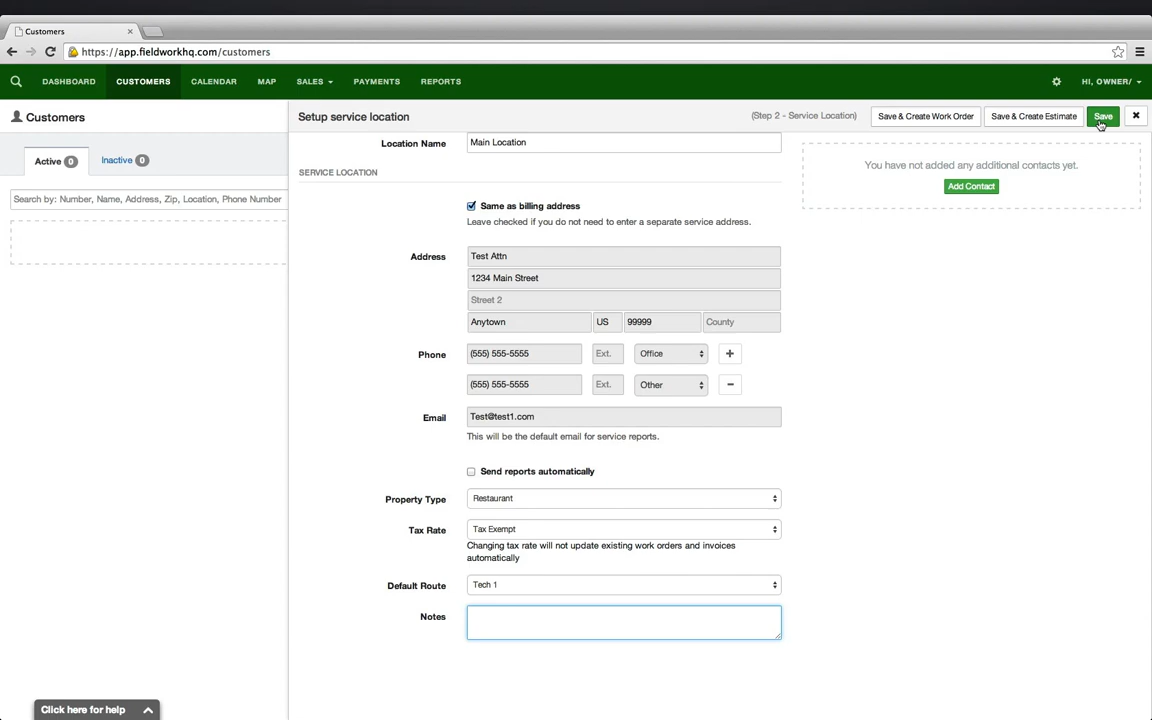 Customers
https://app.fieldworkhq.com/customers
DASHBOARD CUSTOMERS CALENDAR MAP SALES PAYMENTS REPORTS HI, OWNER/
Customers
Setup service location
(Step 2 - Service Location)
Save & Create Work Order
Save & Create Estimate
Save
Active 0
Inactive 0
Search by: Number, Name, Address, Zip, Location, Phone Number
Location Name Main Location
SERVICE LOCATION
You have not added any additional contacts yet.
Add Contact
Same as billing address
Leave checked if you do not need to enter a separate service address.
Address Test Attn
1234 Main Street
Street 2
Anytown US 99999 County
Phone (555) 555-5555 Ext. Office +
(555) 555-5555 Ext. Other -
Email Test@test1.com
This will be the default email for service reports.
Send reports automatically
Property Type Restaurant
Tax Rate Tax Exempt
Changing tax rate will not update existing work orders and invoices
automatically
Default Route Tech 1
Notes
Click here for help